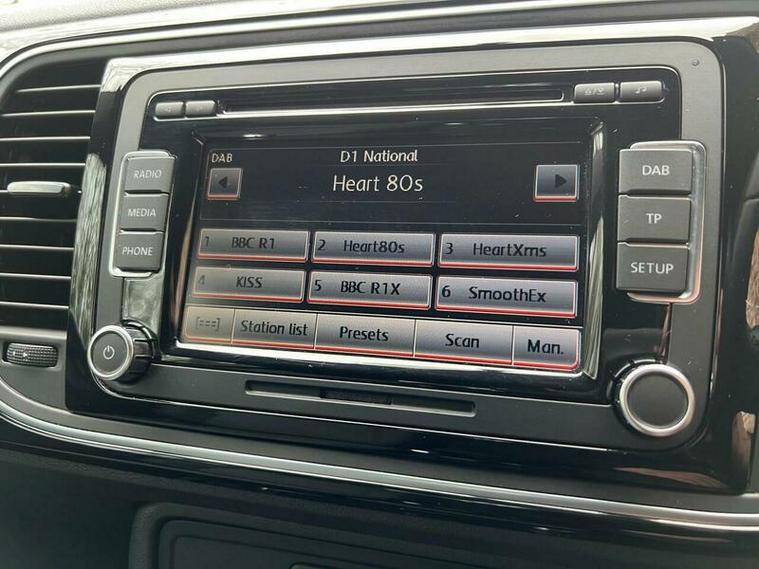 RADIO
MEDIA
PHONE
DAB
D1 National
Heart 80s
1 BBC R1
2 Heart80s
3 HeartXms
4 KISS
5 BBC R1X
6 SmoothEx
[===] Station list Presets Scan Man.
DAB
TP
SETUP